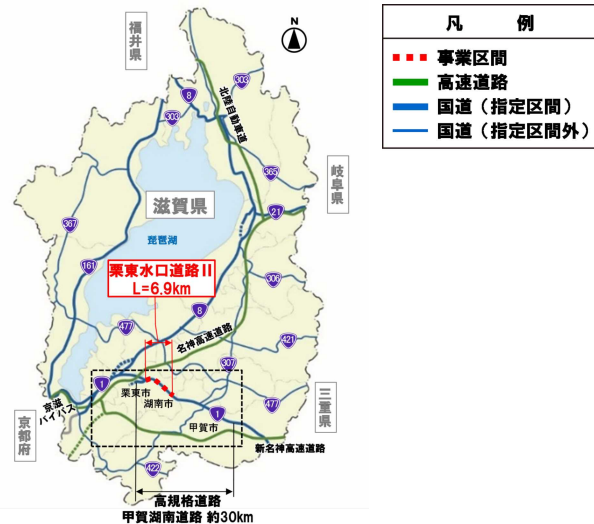 凡 例
事業区間
高速道路
国道（指定区間）
国道（指定区間外）
N
福井県
303
8
北陸自動車道
303
365
岐阜県
滋賀県
21
367
琵琶湖
161
306
栗東水口道路Ⅱ
L=6.9km
8
477
名神高速道路
421
307
1
栗東市
湖南市
477
三重県
京滋
バイパス
京都府
1
甲賀市
新名神高速道路
422
高規格道路
甲賀湖南道路 約30km